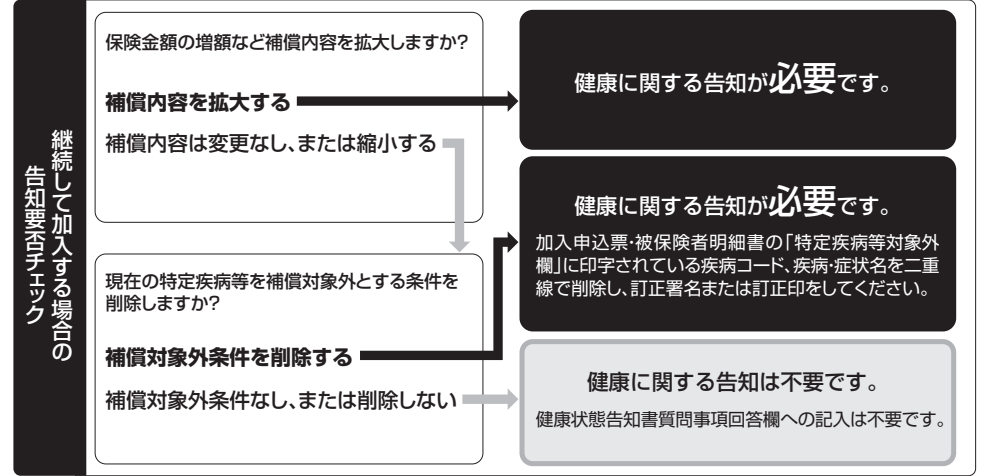 継続して加入する場合の
告知要否チェック
保険金額の増額など補償内容を拡大しますか?
補償内容を拡大する
補償内容は変更なし、または縮小する
健康に関する告知が必要です。
現在の特定疾病等を補償対象外とする条件を
削除しますか?
補償対象外条件を削除する
補償対象外条件なし、または削除しない
健康に関する告知が必要です。
加入申込票・被保険者明細書の「特定疾病等対象外
欄」に印字されている疾病コード、疾病・症状名を二重
線で削除し、訂正署名または訂正印をしてください。
健康に関する告知は不要です。
健康状態告知書質問事項回答欄への記入は不要です。